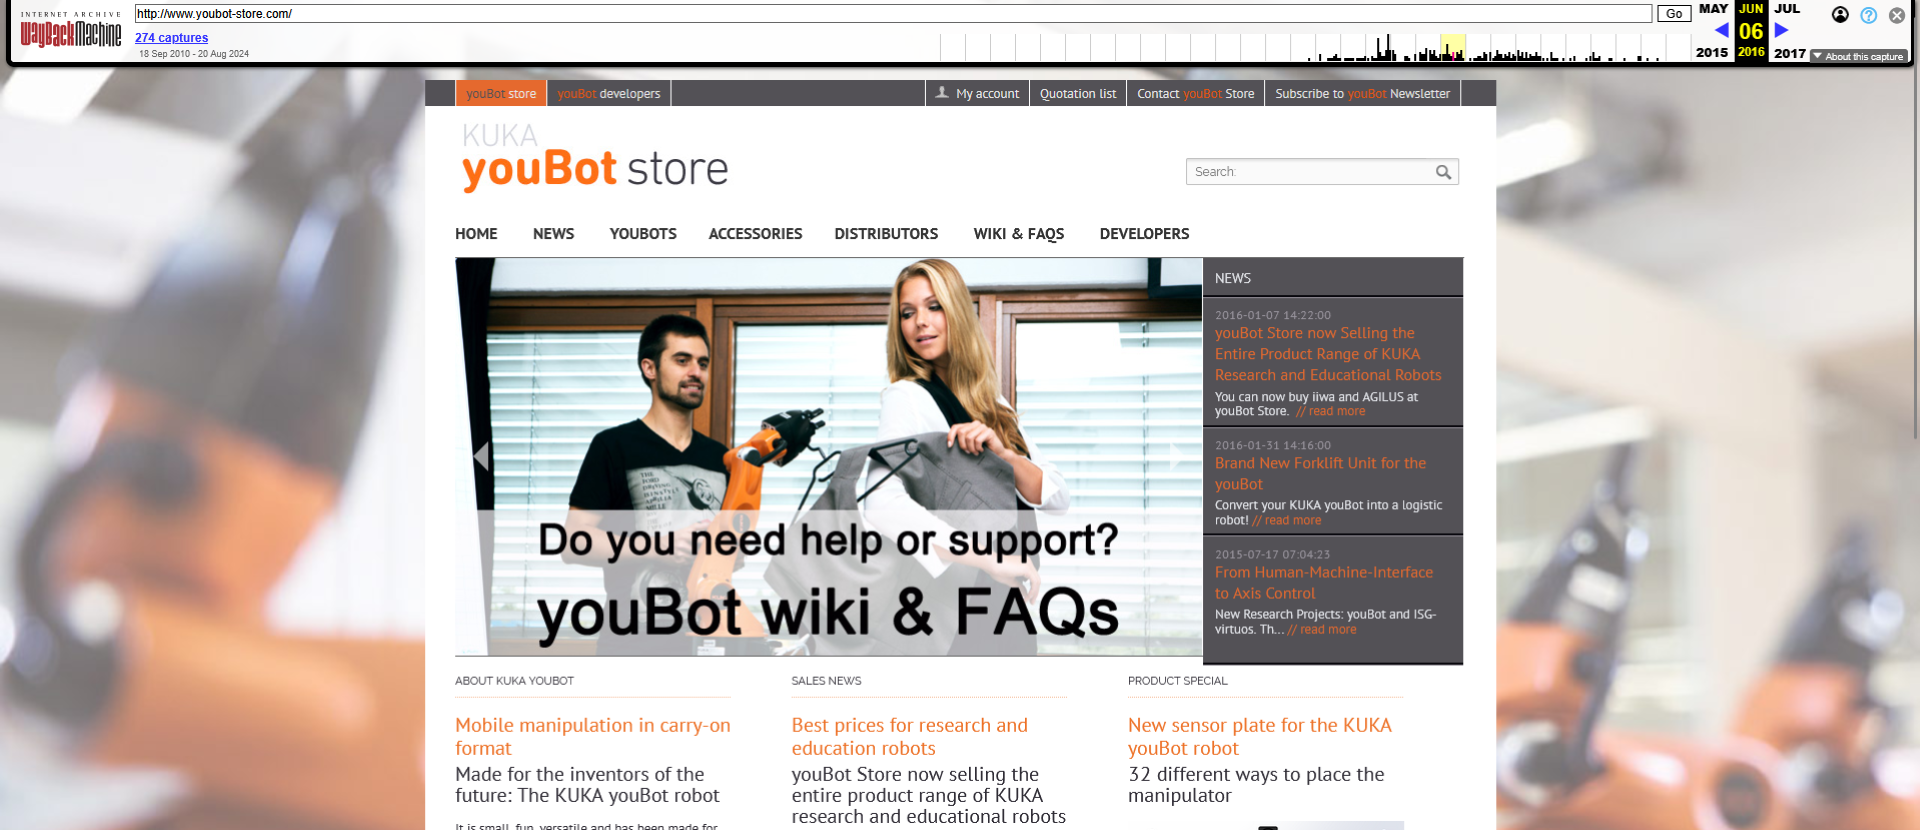 INTERNET ARCHIVE
WayBackMachine
http://www.youbot-store.com/
Go
274 captures
18 Sep 2010 - 20 Aug 2024
MAY JUN JUL
06
2015 2016 2017
About this capture
youBot store
youBot developers
My account
Quotation list
Contact youBot Store
Subscribe to youBot Newsletter
KUKA
youBot store
Search:
HOME NEWS YOUBOTS ACCESSORIES DISTRIBUTORS WIKI & FAQS DEVELOPERS
Do you need help or support?
youBot wiki & FAQs
NEWS
2016-01-07 14:22:00
youBot Store now Selling the
Entire Product Range of KUKA
Research and Educational Robots
You can now buy iiwa and AGILUS at
youBot Store. // read more
2016-01-31 14:16:00
Brand New Forklift Unit for the
youBot
Convert your KUKA youBot into a logistic
robot! // read more
2015-07-17 07:04:23
From Human-Machine-Interface
to Axis Control
New Research Projects: youBot and ISG-
virtuos. Th... // read more
ABOUT KUKA YOUBOT
Mobile manipulation in carry-on
format
Made for the inventors of the
future: The KUKA youBot robot
It is small, fun, versatile and has been made for
SALES NEWS
Best prices for research and
education robots
youBot Store now selling the
entire product range of KUKA
research and educational robots
PRODUCT SPECIAL
New sensor plate for the KUKA
youBot robot
32 different ways to place the
manipulator